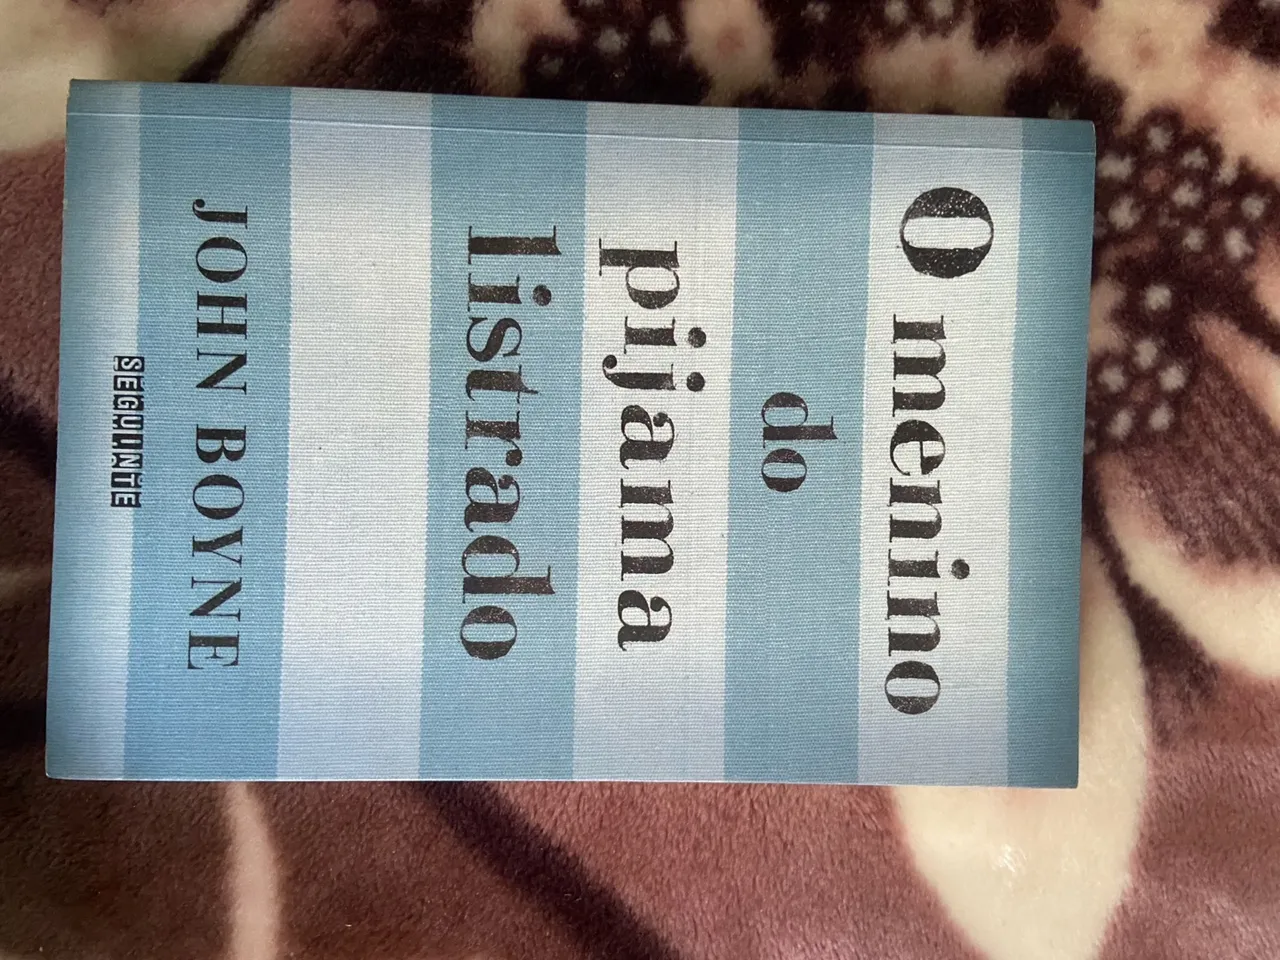 O menino
do
pijama
listrado
JOHN BOYNE
SEGUINTE